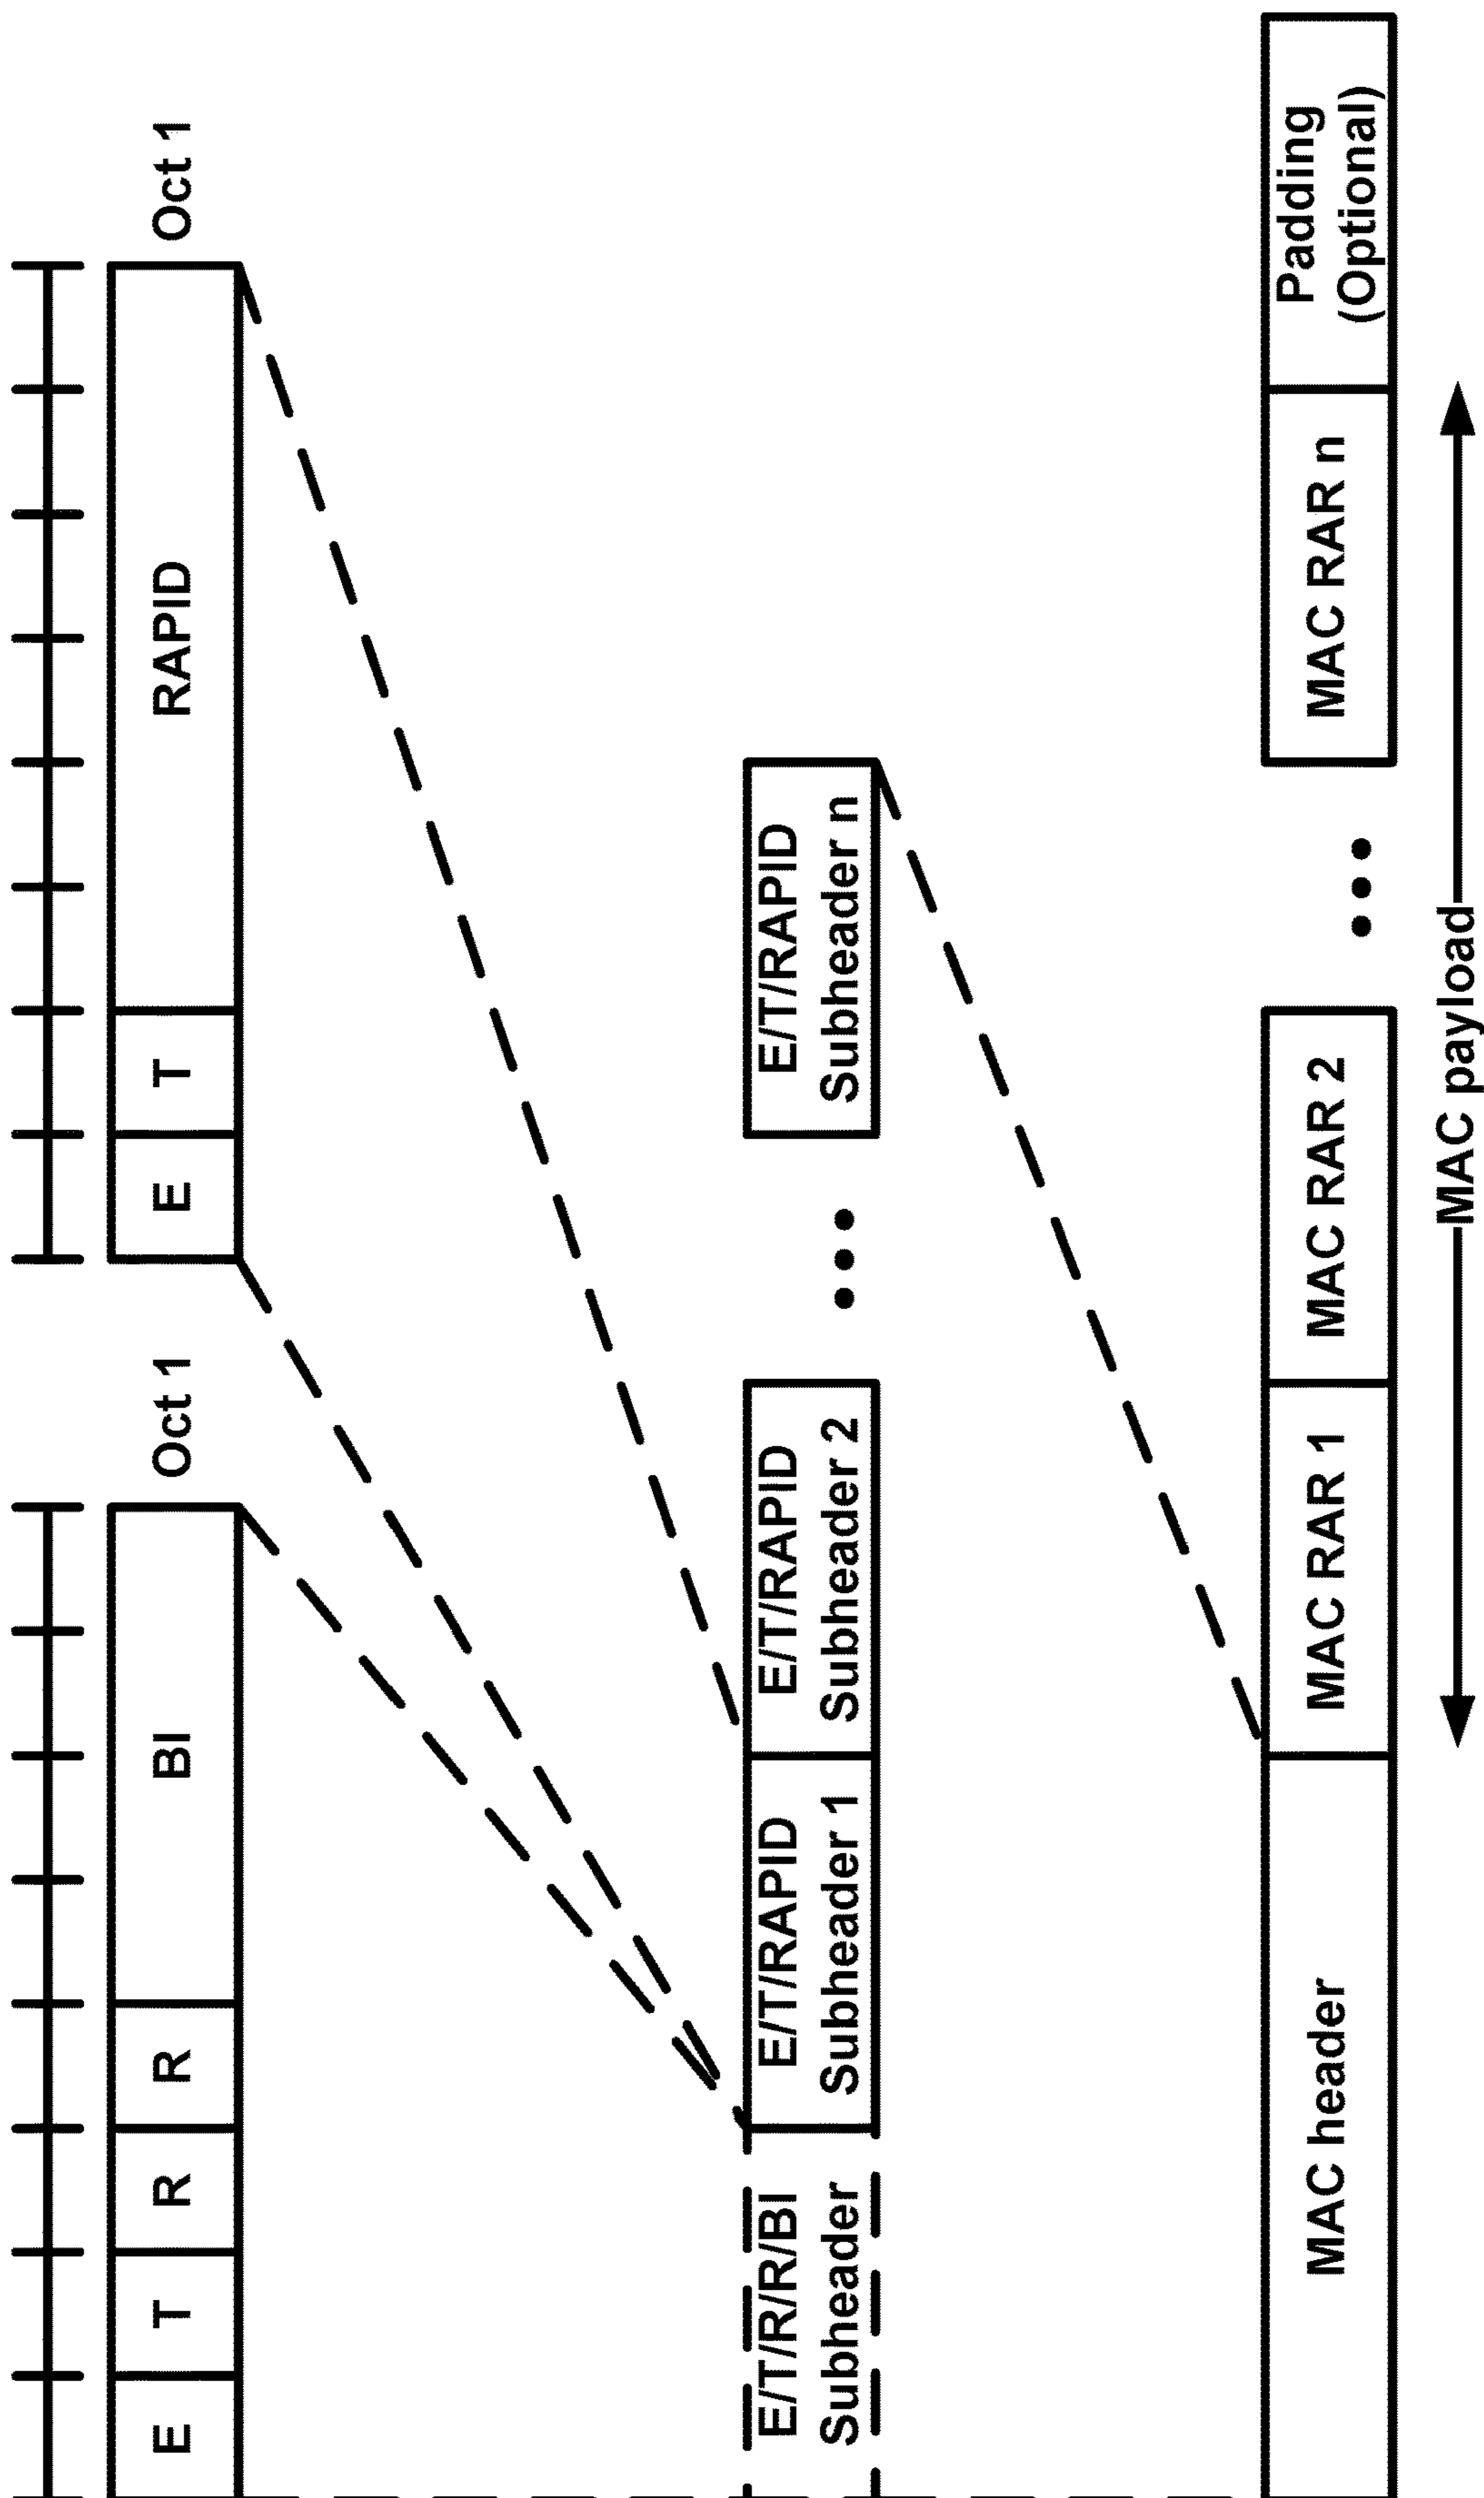 E
T
R
R
BI
Oct 1
E
T
RAPID
Oct 1
E/T/R/R/BI
Subheader
E/T/RAPID
Subheader 1
E/T/RAPID
Subheader 2
•••
E/T/RAPID
Subheader n
MAC header
MAC RAR 1
MAC RAR 2
•••
MAC RAR n
Padding
(Optional)
MAC payload